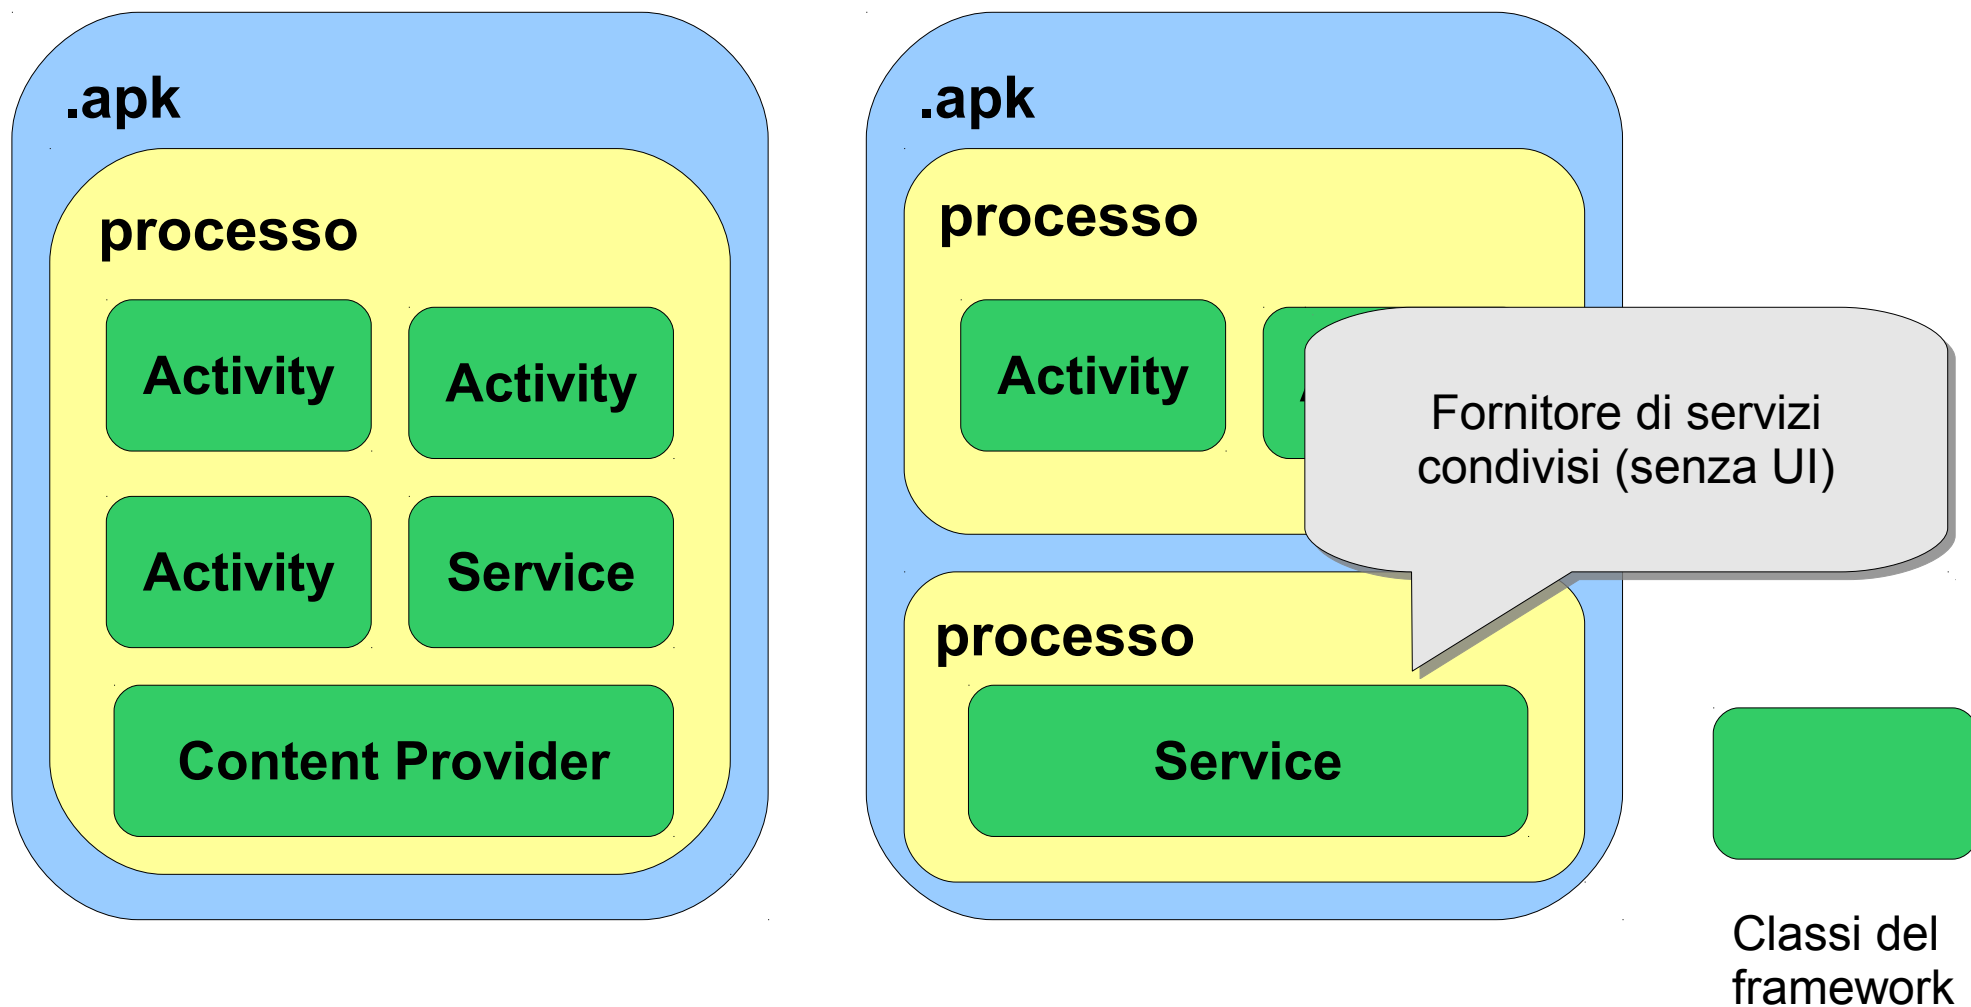 .apk
processo
Activity
Activity
Activity
Service
Content Provider
.apk
processo
Activity
Fornitore di servizi
condivisi (senza UI)
processo
Service
Classi del
framework